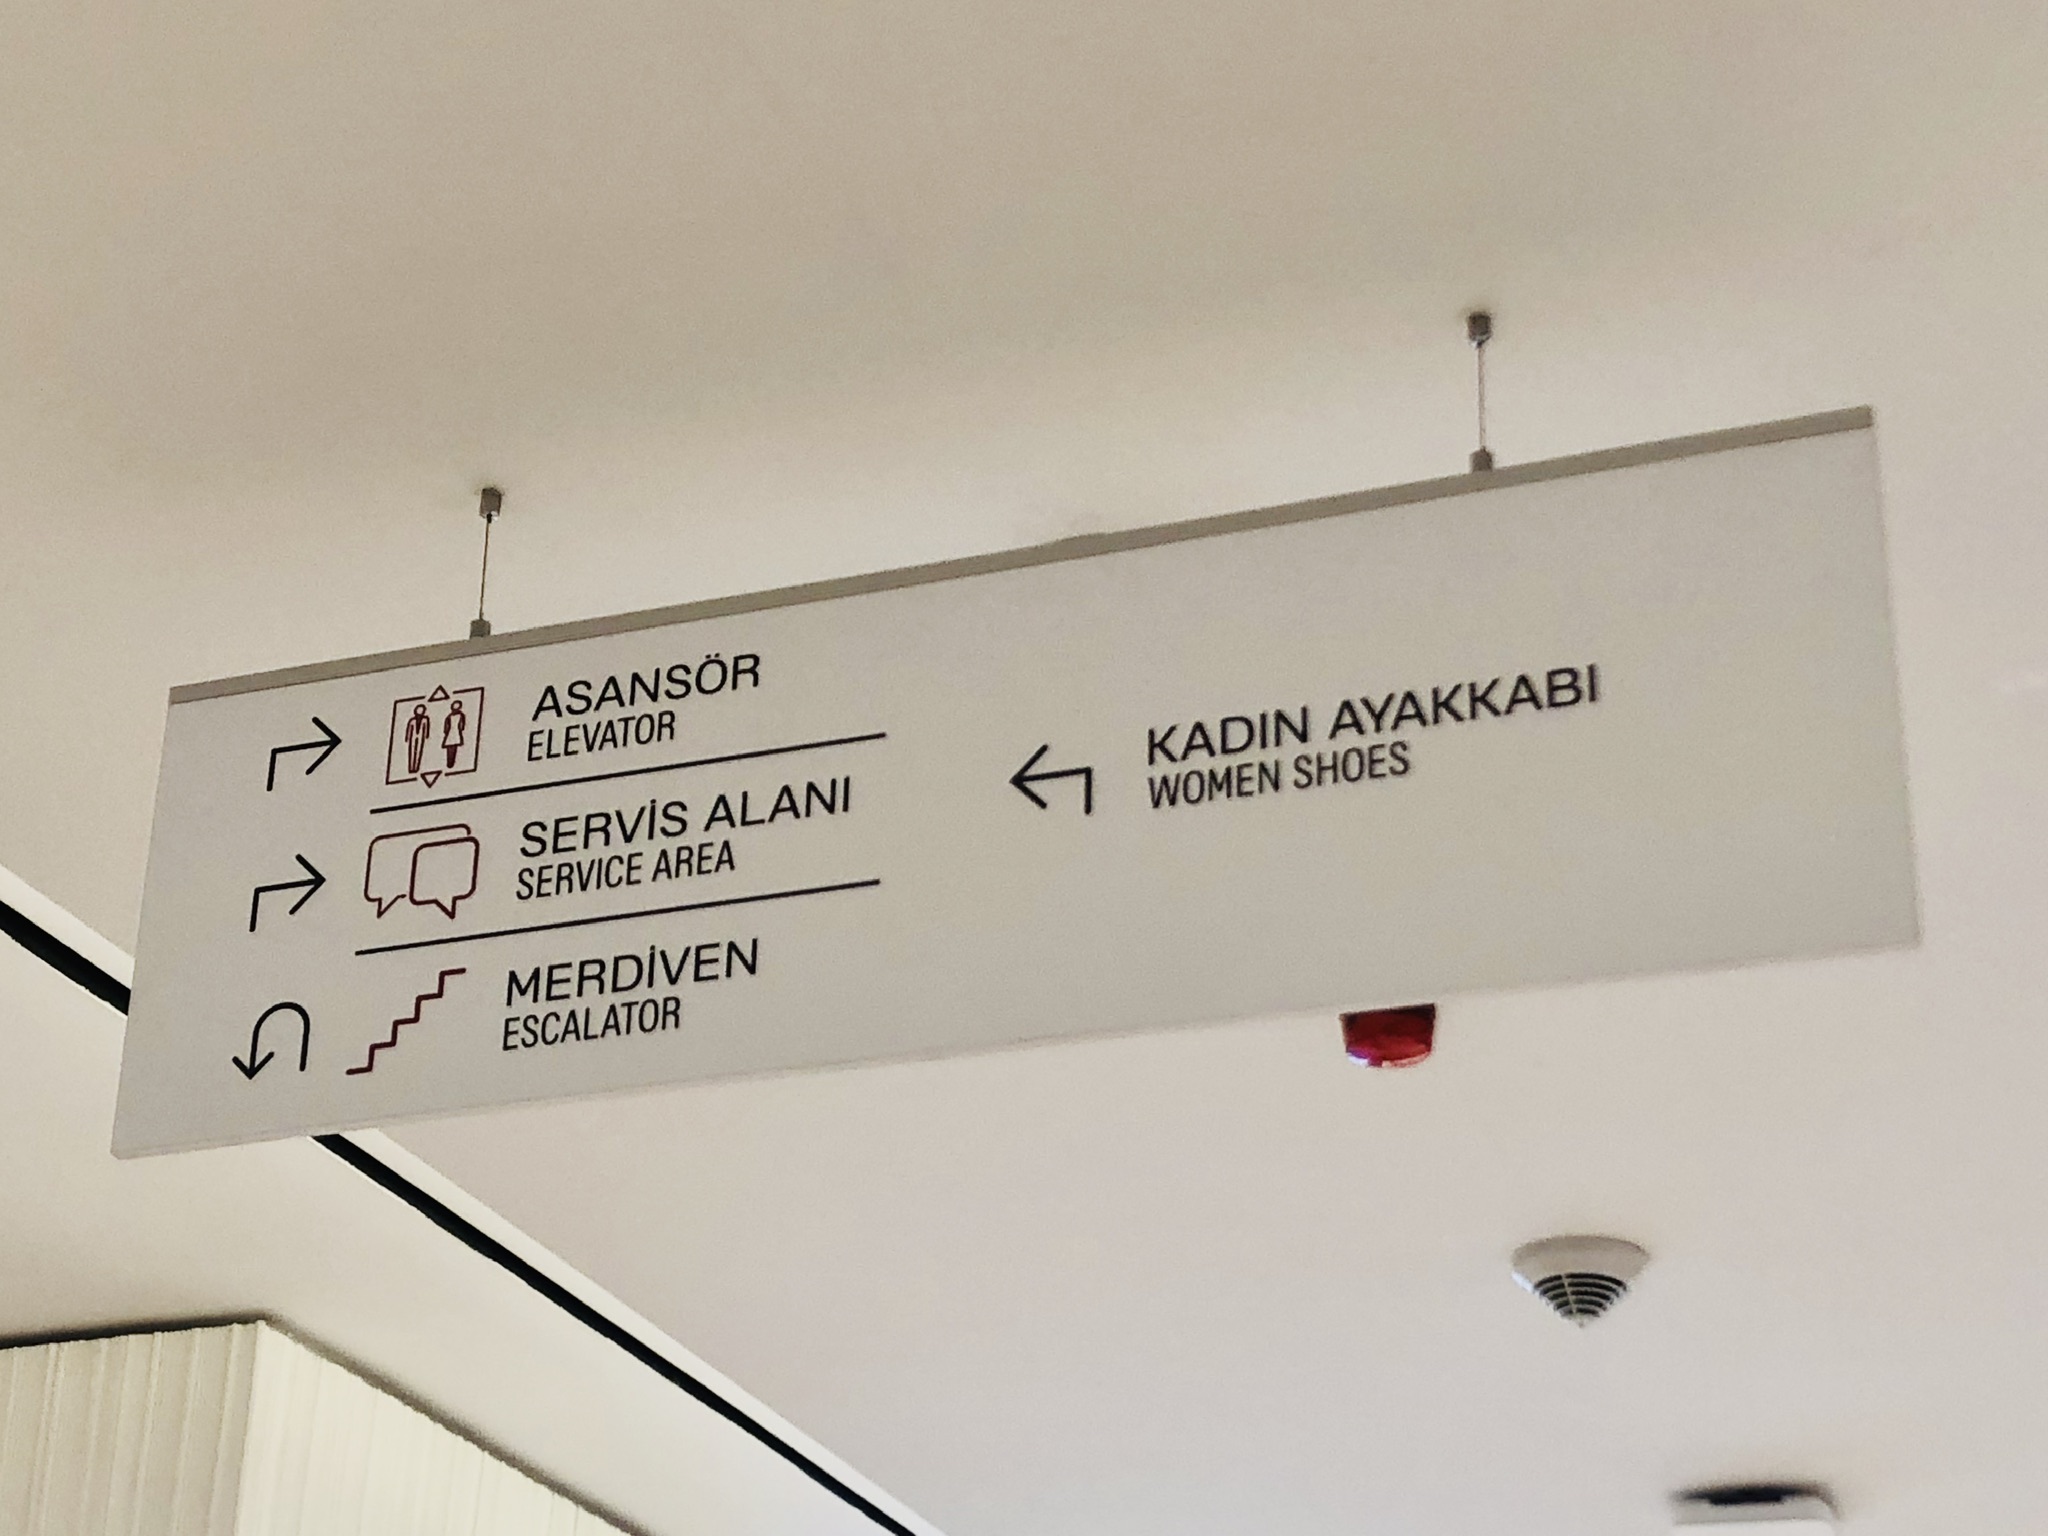 ASANSÖR
ELEVATOR
SERVİS ALANI
SERVICE AREA
MERDİVEN
ESCALATOR
KADIN AYAKKABI
WOMEN SHOES